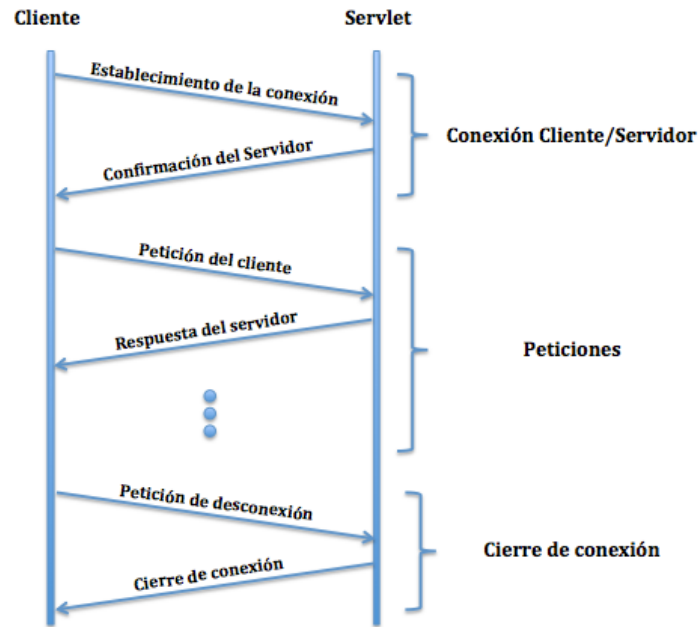 Cliente
Servlet
Establecimiento de la conexión
Conexión Cliente/Servidor
Confirmación del Servidor
Petición del cliente
Respuesta del servidor
Peticiones
Petición de desconexión
Cierre de conexión
Cierre de conexión